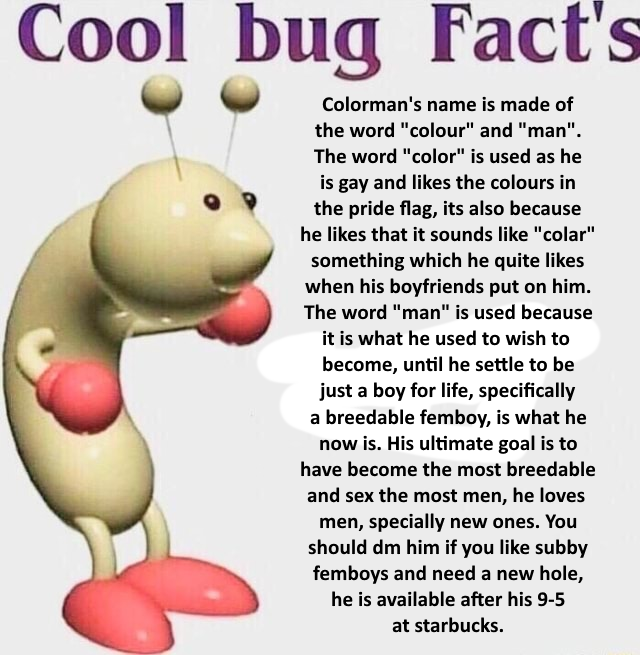 Cool bug Fact's
Colorman's name is made of
the word "colour" and "man".
The word "color" is used as he
is gay and likes the colours in
the pride flag, its also because
he likes that it sounds like "colar"
something which he quite likes
when his boyfriends put on him.
The word "man" is used because
it is what he used to wish to
become, until he settle to be
just a boy for life, specifically
a breedable femboy, is what he
now is. His ultimate goal is to
have become the most breedable
and sex the most men, he loves
men, specially new ones. You
should dm him if you like subby
femboys and need a new hole,
he is available after his 9-5
at starbucks.